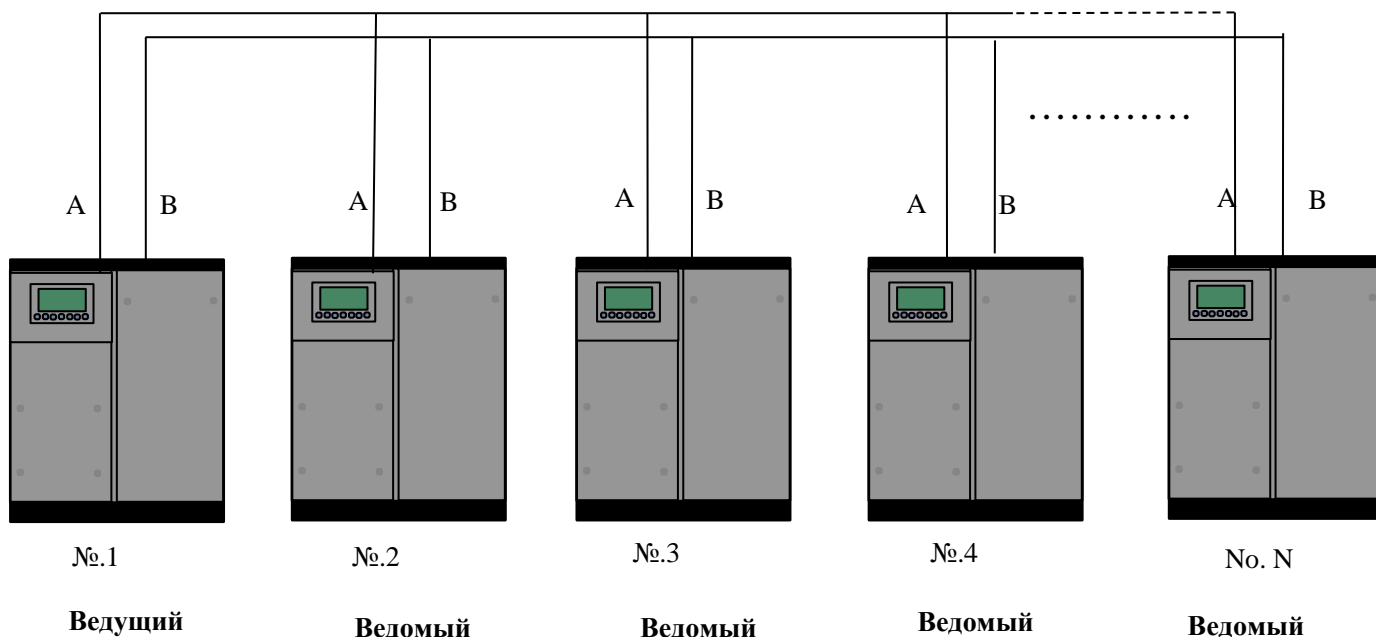 A B A B A B A B A B
№.1 №.2 №.3 №.4 No. N
Ведущий Ведомый Ведомый Ведомый Ведомый